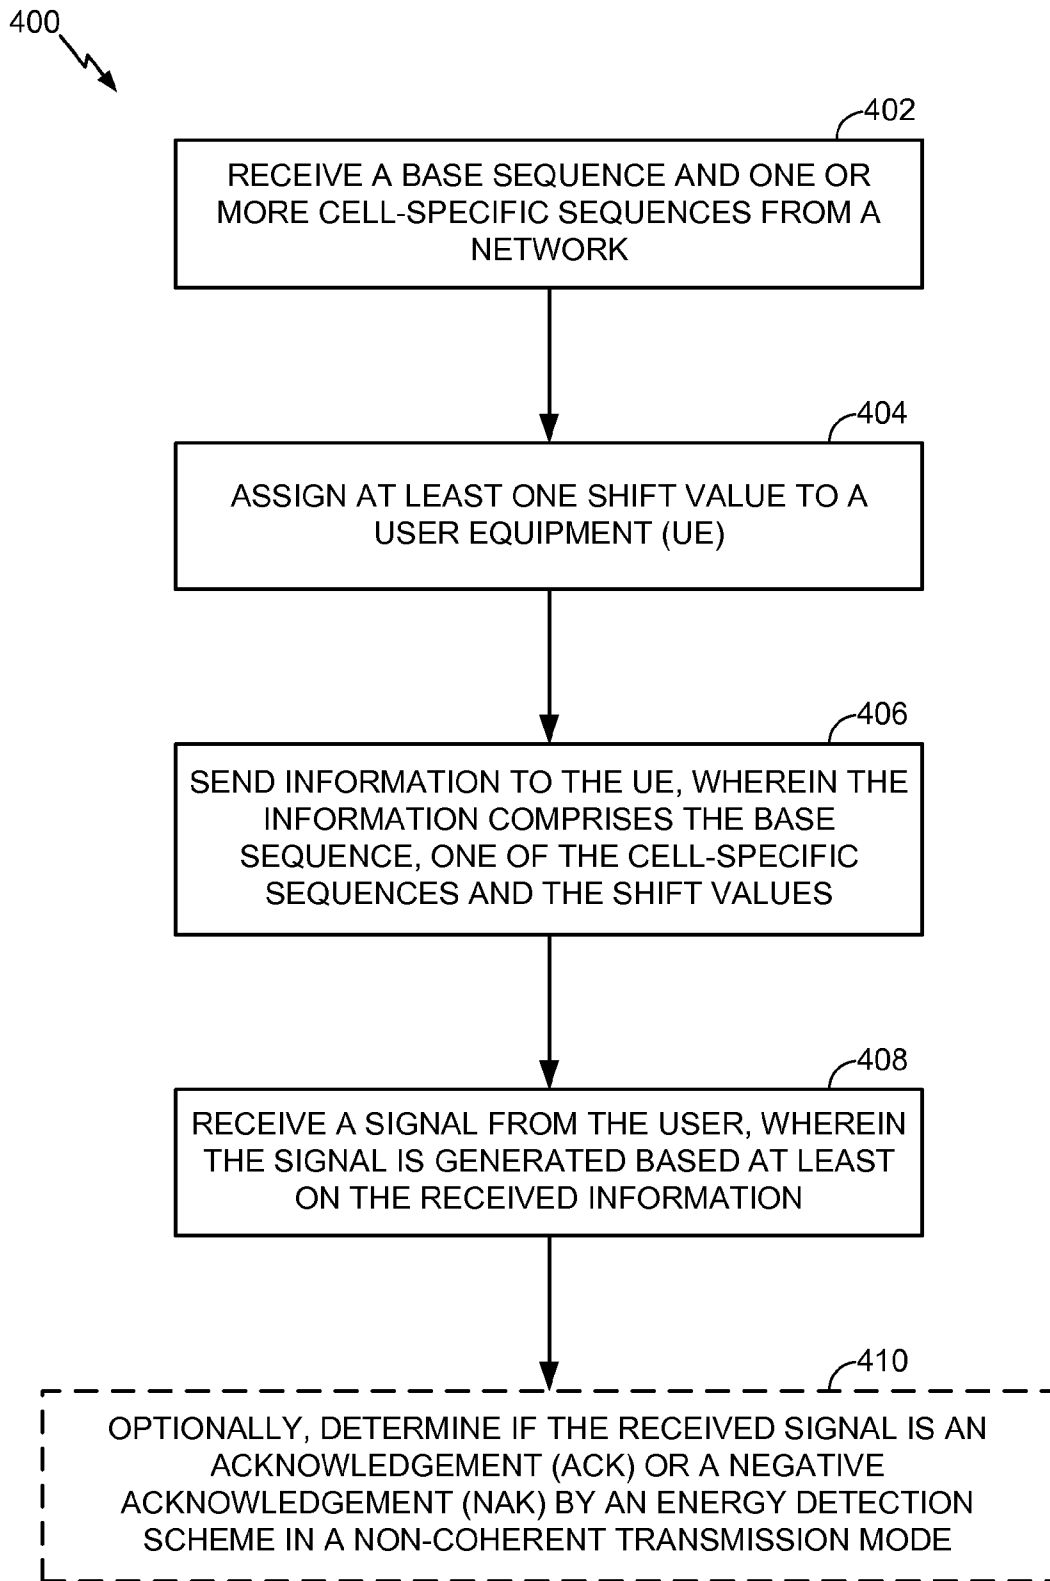 400
402
RECEIVE A BASE SEQUENCE AND ONE OR
MORE CELL-SPECIFIC SEQUENCES FROM A
NETWORK
404
ASSIGN AT LEAST ONE SHIFT VALUE TO A
USER EQUIPMENT (UE)
406
SEND INFORMATION TO THE UE, WHEREIN THE
INFORMATION COMPRISES THE BASE
SEQUENCE, ONE OF THE CELL-SPECIFIC
SEQUENCES AND THE SHIFT VALUES
408
RECEIVE A SIGNAL FROM THE USER, WHEREIN
THE SIGNAL IS GENERATED BASED AT LEAST
ON THE RECEIVED INFORMATION
410
OPTIONALLY, DETERMINE IF THE RECEIVED SIGNAL IS AN
ACKNOWLEDGEMENT (ACK) OR A NEGATIVE
ACKNOWLEDGEMENT (NAK) BY AN ENERGY DETECTION
SCHEME IN A NON-COHERENT TRANSMISSION MODE